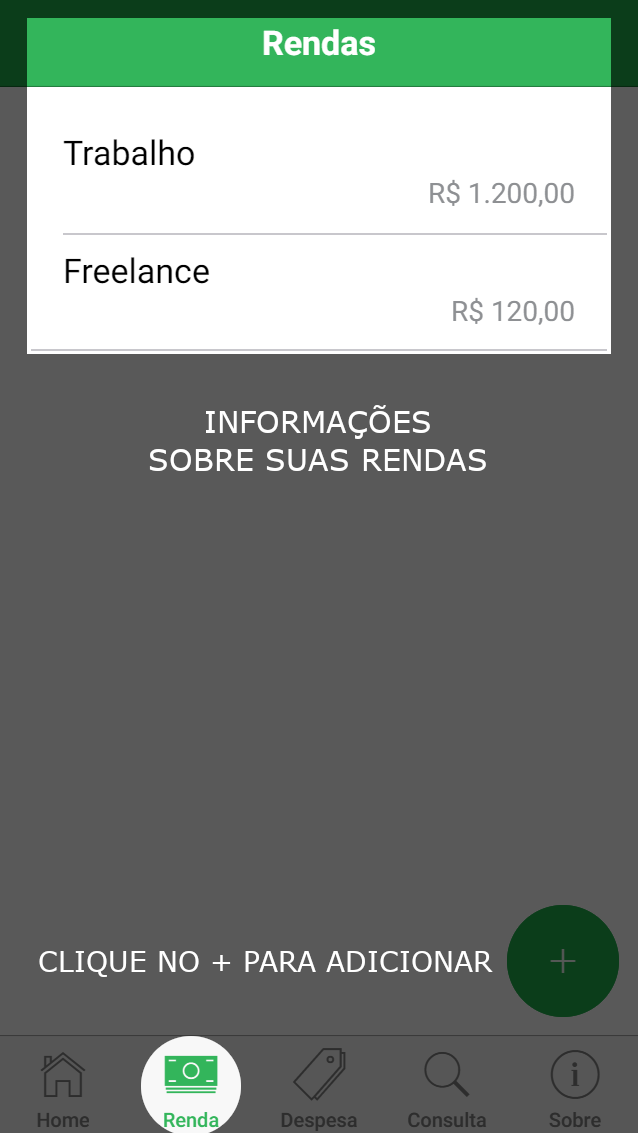 Rendas
Trabalho
R$ 1.200,00
Freelance
R$ 120,00
INFORMAÇÕES
SOBRE SUAS RENDAS
CLIQUE NO + PARA ADICIONAR
+
Home Renda Despesa Consulta Sobre